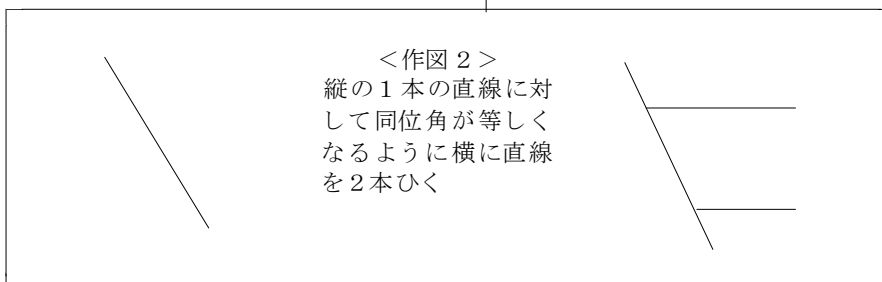 ＜作図２＞
縦の１本の直線に対
して同位角が等しく
なるように横に直線
を２本ひく